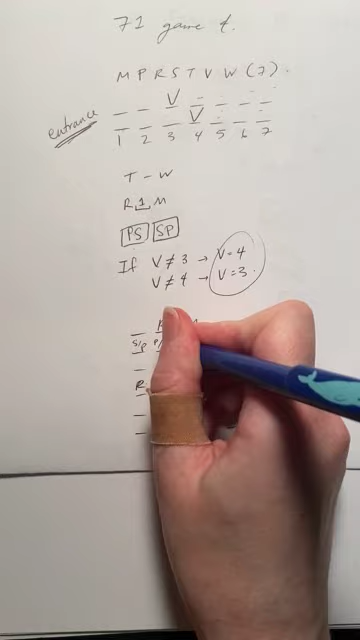 71 game 4.
M P R S T V W (7).
_ _ V _ _ _ _
entrance
_ _ _ V _ _ _
1 2 3 4 5 6 7
T - W
R 1 M
PS SP
If V ≠ 3 → V = 4
V ≠ 4 → V = 3.
S/P P/
R